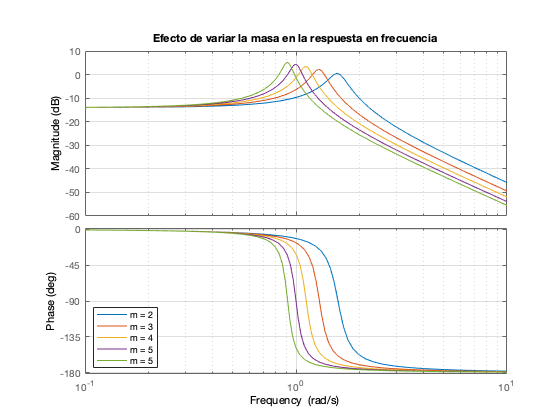 Efecto de variar la masa en la respuesta en frecuencia
Magnitude (dB)
10
0
-10
-20
-30
-40
-50
-60
Phase (deg)
0
-45
-90
-135
-180
m = 2
m = 3
m = 4
m = 5
m = 5
10^-1
10^0
10^1
Frequency (rad/s)